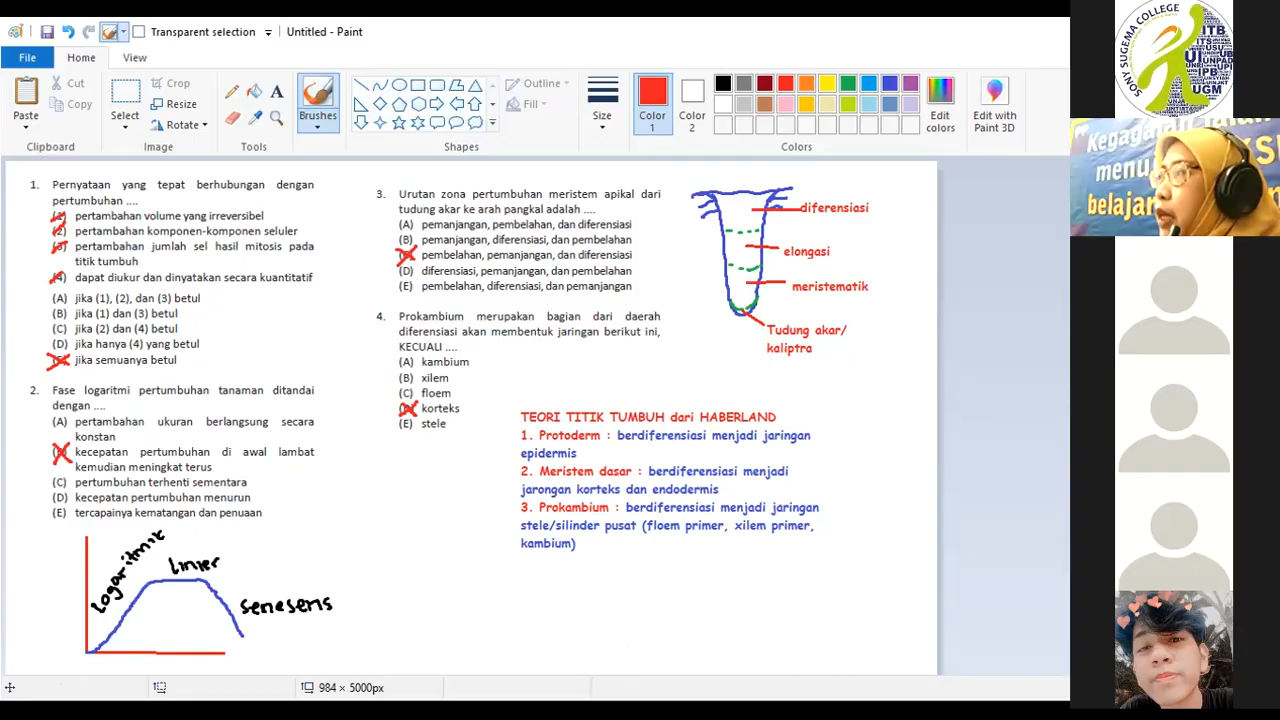 Transparent selection
Untitled - Paint
File
Home
View
Paste
Cut
Copy
Select
Crop
Resize
Rotate
Brushes
Outline
Fill
Size
Color 1
Color 2
Edit colors
Edit with Paint 3D
Clipboard
Image
Tools
Shapes
Colors
1. Pernyataan yang tepat berhubungan dengan
pertumbuhan ....
(1) pertambahan volume yang irreversibel
(2) pertambahan komponen-komponen seluler
(3) pertambahan jumlah sel hasil mitosis pada
titik tumbuh
(4) dapat diukur dan dinyatakan secara kuantitatif
(A) jika (1), (2), dan (3) betul
(B) jika (1) dan (3) betul
(C) jika (2) dan (4) betul
(D) jika hanya (4) yang betul
(E) jika semuanya betul
2. Fase logaritmi pertumbuhan tanaman ditandai
dengan ....
(A) pertambahan ukuran berlangsung secara
konstan
(B) kecepatan pertumbuhan di awal lambat
kemudian meningkat terus
(C) pertumbuhan terhenti sementara
(D) kecepatan pertumbuhan menurun
(E) tercapainya kematangan dan penuaan
logaritmik
linier
senesens
3. Urutan zona pertumbuhan meristem apikal dari
tudung akar ke arah pangkal adalah ....
(A) pemanjangan, pembelahan, dan diferensiasi
(B) pemanjangan, diferensiasi, dan pembelahan
(C) pembelahan, pemanjangan, dan diferensiasi
(D) diferensiasi, pemanjangan, dan pembelahan
(E) pembelahan, diferensiasi, dan pemanjangan
4. Prokambium merupakan bagian dari daerah
diferensiasi akan membentuk jaringan berikut ini,
KECUALI ....
(A) kambium
(B) xilem
(C) floem
(D) korteks
(E) stele
diferensiasi
elongasi
meristematik
Tudung akar/
kaliptra
TEORI TITIK TUMBUH dari HABERLAND
1. Protoderm : berdiferensiasi menjadi jaringan
epidermis
2. Meristem dasar : berdiferensiasi menjadi
jarongan korteks dan endodermis
3. Prokambium : berdiferensiasi menjadi jaringan
stele/silinder pusat (floem primer, xilem primer,
kambium)
984 × 5000px
SONY SUGEMA COLLEGE
ITB
UI
IPB
UGM
"Kegagalan
menu
belajar